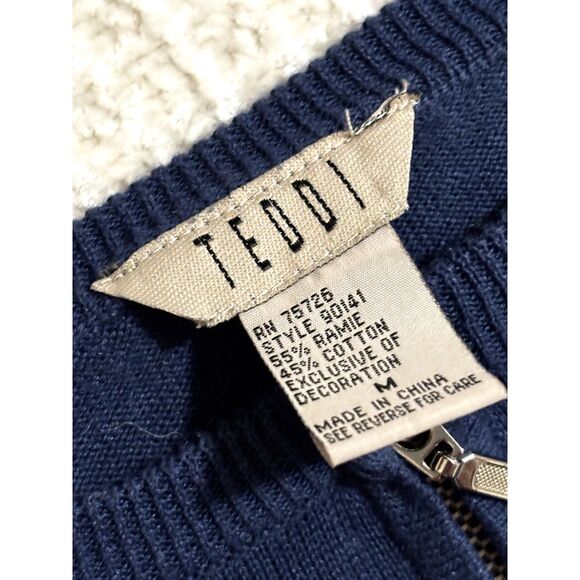 TEDDI
RN 75726
STYLE 90141
55% RAMIE
45% COTTON
EXCLUSIVE OF
DECORATION
M
MADE IN CHINA
SEE REVERSE FOR CARE